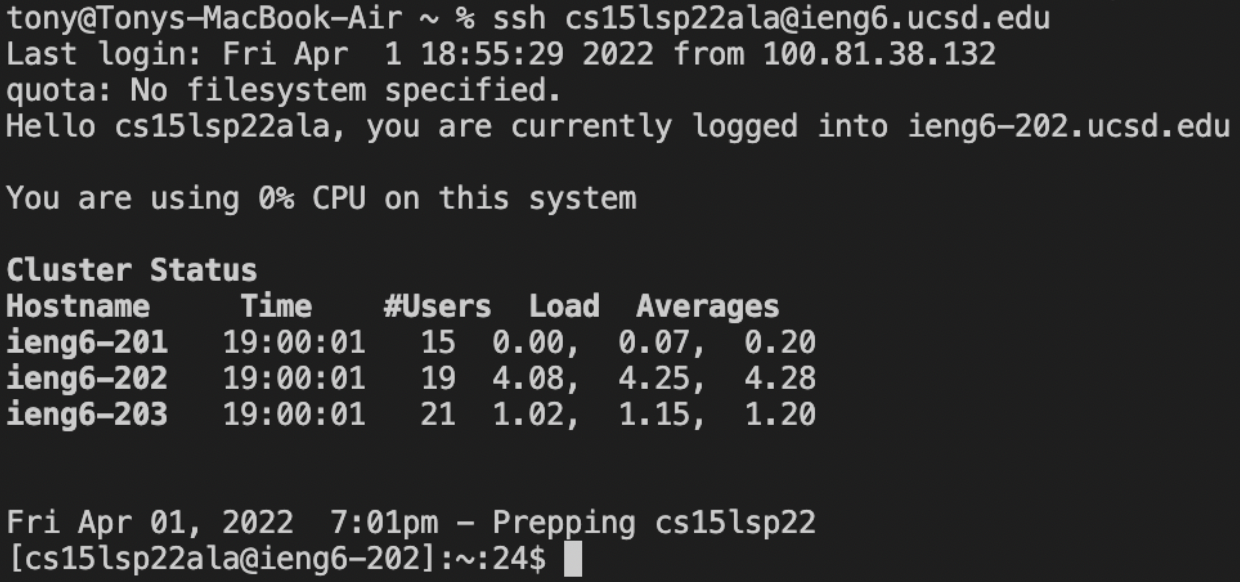 tony@Tonys-MacBook-Air ~ % ssh cs15lsp22ala@ieng6.ucsd.edu
Last login: Fri Apr  1 18:55:29 2022 from 100.81.38.132
quota: No filesystem specified.
Hello cs15lsp22ala, you are currently logged into ieng6-202.ucsd.edu
You are using 0% CPU on this system
Cluster Status
Hostname     Time    #Users  Load  Averages
ieng6-201   19:00:01   15  0.00,  0.07,  0.20
ieng6-202   19:00:01   19  4.08,  4.25,  4.28
ieng6-203   19:00:01   21  1.02,  1.15,  1.20
Fri Apr 01, 2022  7:01pm - Prepping cs15lsp22
[cs15lsp22ala@ieng6-202]:~:24$